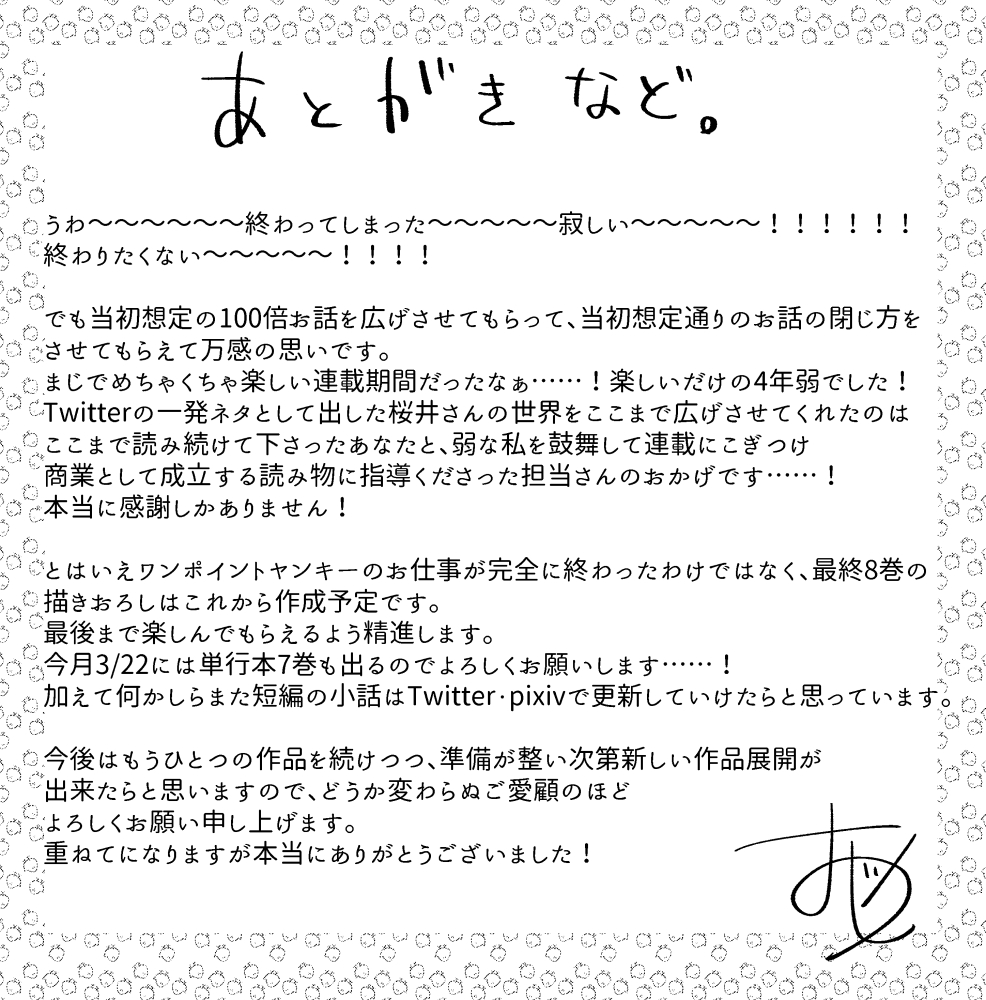 あとがきなど。
うわ～～～～～～終わってしまった～～～～～寂しい～～～～～！！！！！！
終わりたくない～～～～～！！！！
でも当初想定の100倍お話を広げさせてもらって、当初想定通りのお話の閉じ方を
させてもらえて万感の思いです。
まじでめちゃくちゃ楽しい連載期間だったなぁ……！楽しいだけの4年弱でした！
Twitterの一発ネタとして出した桜井さんの世界をここまで広げさせてくれたのは
ここまで読み続けて下さったあなたと、弱な私を鼓舞して連載にこぎつけ
商業として成立する読み物に指導くださった担当さんのおかげです……！
本当に感謝しかありません！
とはいえワンポイントヤンキーのお仕事が完全に終わったわけではなく、最終8巻の
描きおろしはこれから作成予定です。
最後まで楽しんでもらえるよう精進します。
今月3/22には単行本7巻も出るのでよろしくお願いします……！
加えて何かしらまた短編の小話はTwitter·pixivで更新していけたらと思っています。
今後はもうひとつの作品を続けつつ、準備が整い次第新しい作品展開が
出来たらと思いますので、どうか変わらぬご愛顧のほど
よろしくお願い申し上げます。
重ねてになりますが本当にありがとうございました！